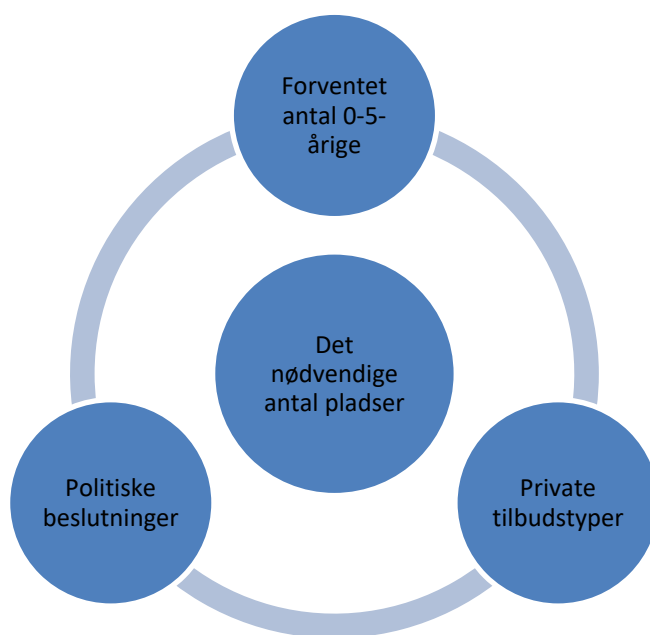 Forventet
antal 0-5-
årige
Det
nødvendige
antal pladser
Politiske
beslutninger
Private
tilbudstyper